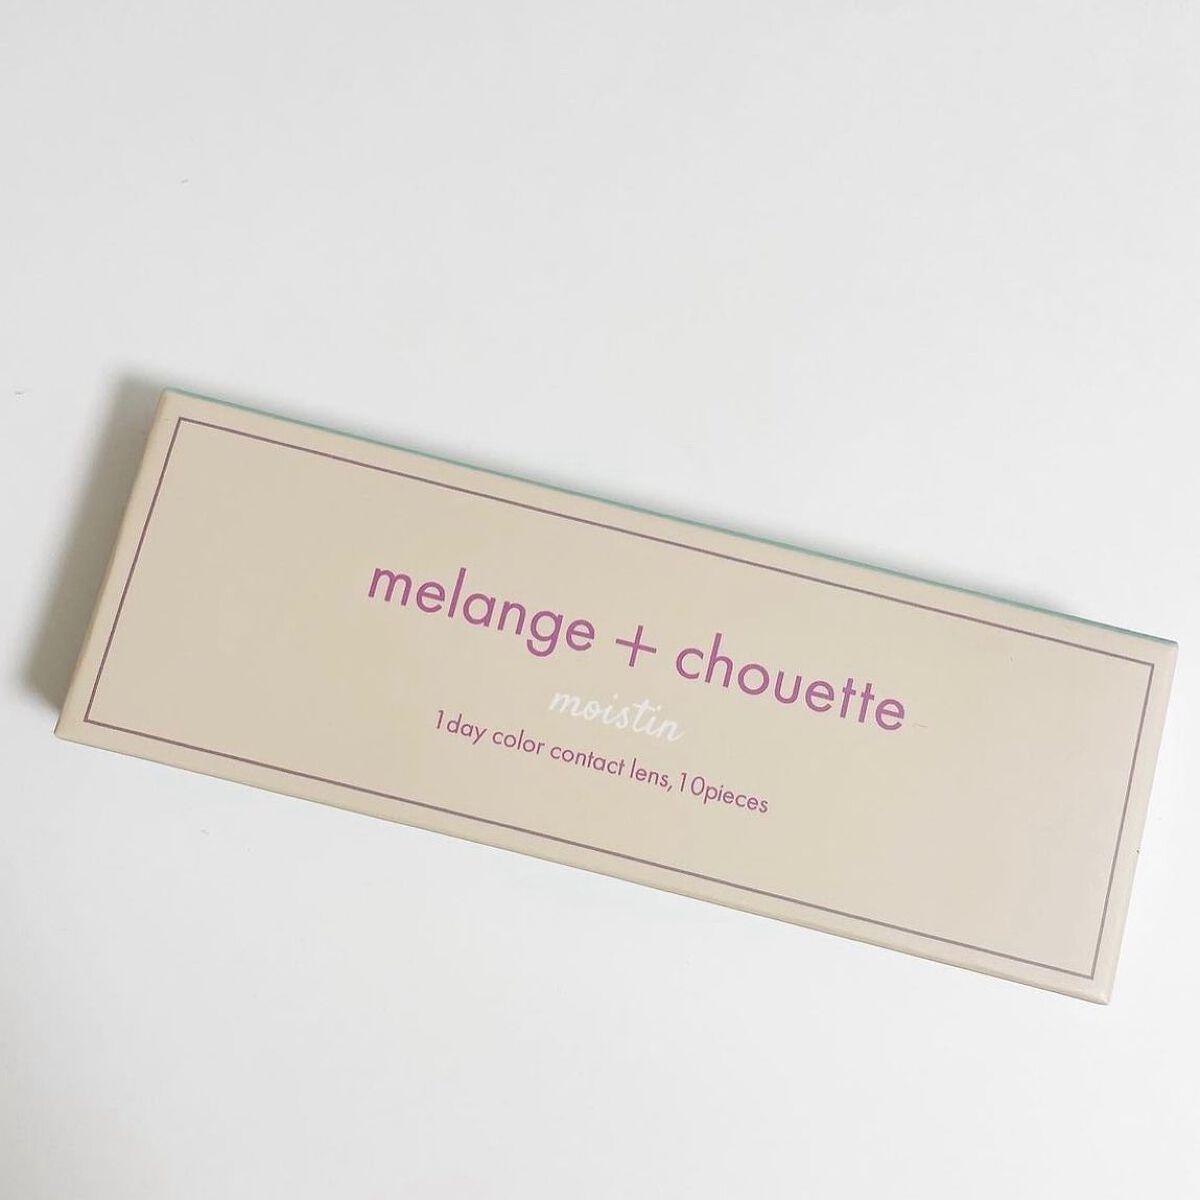 melange + chouette
moistin
1day color contact lens, 10pieces